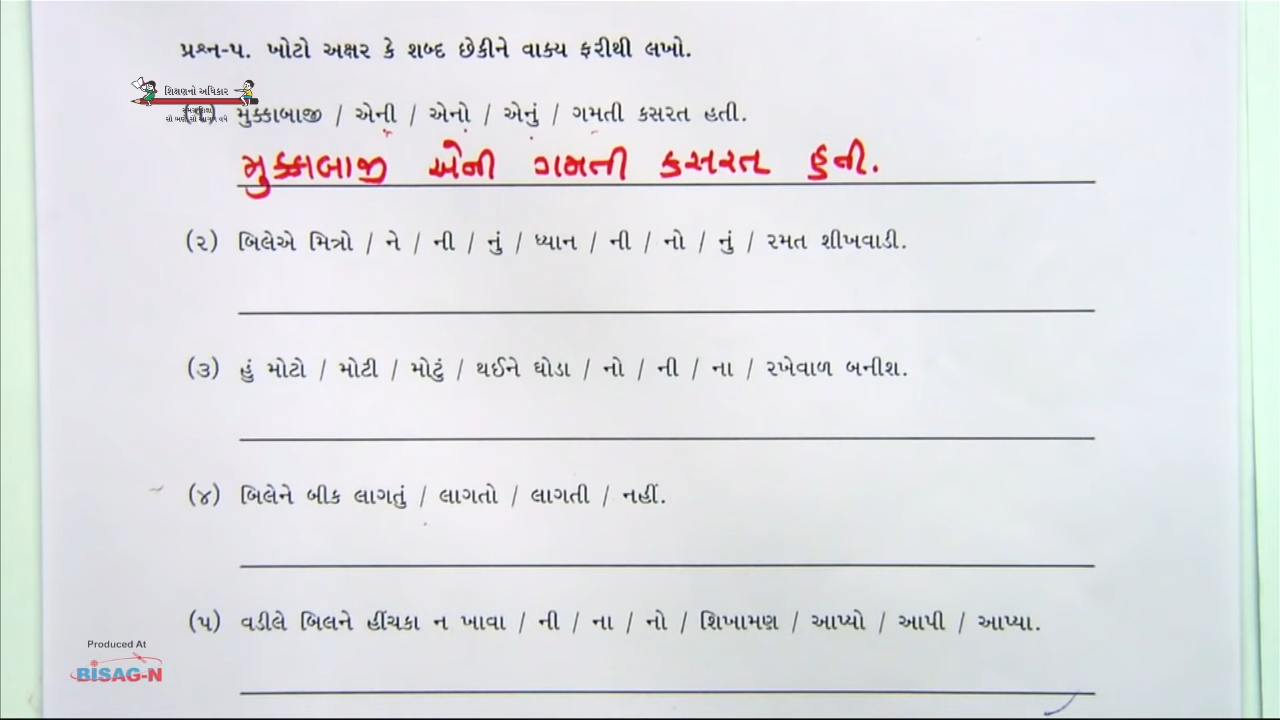 પ્રશ્ન-૫. ખોટો અક્ષર કે શબ્દ છેકીને વાક્ય ફરીથી લખો.
શિક્ષણનો અધિકાર
મુક્કાબાજી / એની / એનો / એનું / ગમતી કસરત હતી.
મુક્કાબાજી એની ગમતી કસરત હતી.
(૨) બિલેએ મિત્રો / ને / ની / નું / ધ્યાન / ની / નો / નું / રમત શીખવાડી.
(૩) હું મોટો / મોટી / મોટું / થઈને ઘોડા / નો / ની / ના / રખેવાળ બનીશ.
(૪) બિલેને બીક લાગતું / લાગતો / લાગતી / નહીં.
(૫) વડીલે બિલને હીંચકા ન ખાવા / ની / ના / નો / શિખામણ / આપ્યો / આપી / આપ્યા.
Produced At
BISAG-N